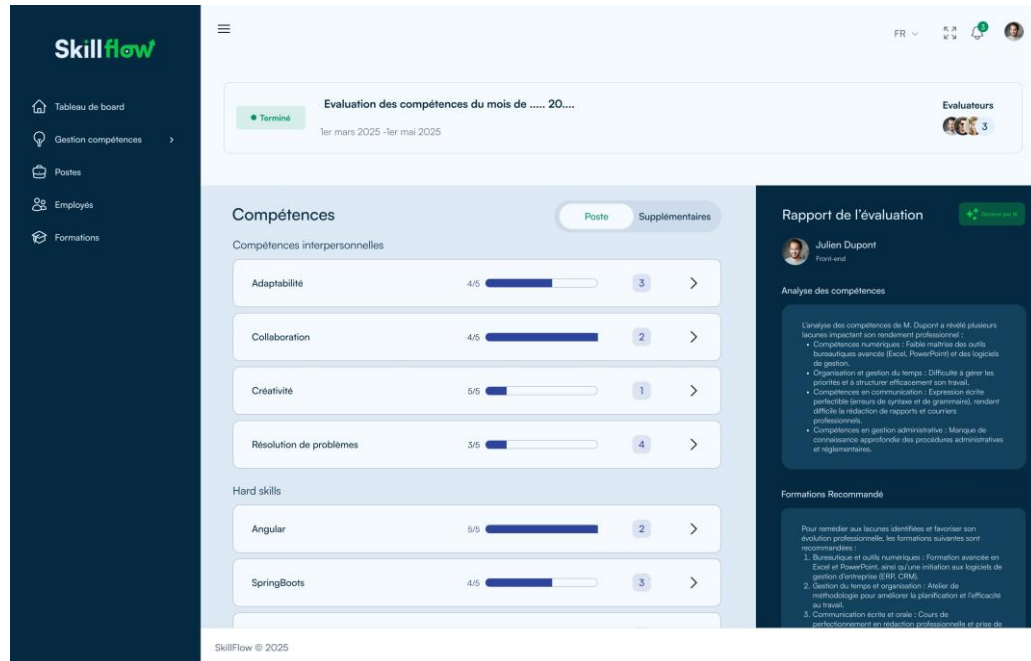 Skillflow
FR
3
Tableau de board
Gestion compétences
Postes
Employés
Formations
Terminé
Evaluation des compétences du mois de ..... 20....
1er mars 2025 -1er mai 2025
Evaluateurs
3
Compétences
Poste
Supplémentaires
Compétences interpersonnelles
Adaptabilité
4/5
3
Collaboration
4/5
2
Créativité
5/5
1
Résolution de problèmes
3/5
4
Hard skills
Angular
5/5
2
SpringBoots
4/5
3
Rapport de l'évaluation
Générer par IA
Julien Dupont
Front-end
Analyse des compétences
L'analyse des compétences de M. Dupont a révélé plusieurs
lacunes impactant son rendement professionnel :
• Compétences numériques : Faible maîtrise des outils
bureautiques avancés (Excel, PowerPoint) et des logiciels
de gestion.
• Organisation et gestion du temps : Difficulté à gérer les
priorités et à structurer efficacement son travail.
• Compétences en communication : Expression écrite
perfectible (erreurs de syntaxe et de grammaire), rendant
difficile la rédaction de rapports et courriers
professionnels.
• Compétences en gestion administrative : Manque de
connaissance approfondie des procédures administratives
et réglementaires.
Formations Recommandé
Pour remédier aux lacunes identifiées et favoriser son
évolution professionnelle, les formations suivantes sont
recommandées :
1. Bureautique et outils numériques : Formation avancée en
Excel et PowerPoint, ainsi qu'une initiation aux logiciels de
gestion d'entreprise (ERP, CRM).
2. Gestion du temps et organisation : Atelier de
méthodologie pour améliorer la planification et l'efficacité
au travail.
3. Communication écrite et orale : Cours de
perfectionnement en rédaction professionnelle et prise de
SkillFlow © 2025